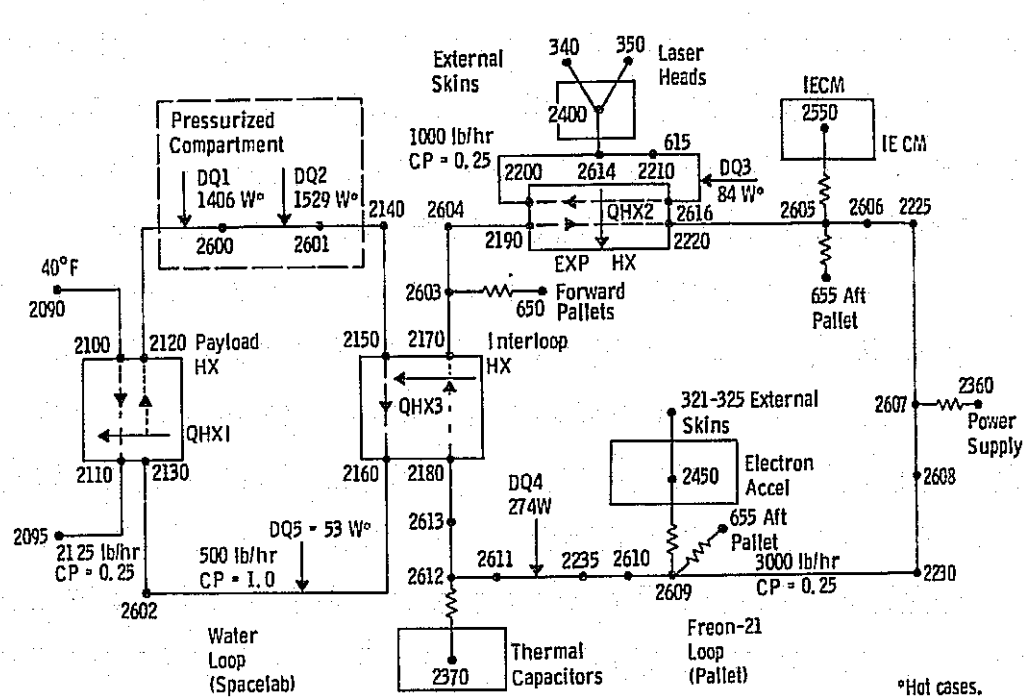 External
Skins
340
350
Laser
Heads
2400
1000 lb/hr
CP = 0.25
615
2200
2614
2210
DQ3
84 W°
QHX2
2616
2190
2220
EXP HX
IECM
2550
IE CM
2605
2606
2225
655 Aft
Pallet
Pressurized
Compartment
DQ1
1406 W°
DQ2
1529 W°
2140
2600
2601
2604
40°F
2090
2603
650
Forward
Pallets
2100
2120
Payload
HX
2150
2170
Interloop
HX
QHX1
QHX3
2110
2130
2160
2180
2095
2125 lb/hr
CP = 0.25
DQ5 = 53 W°
500 lb/hr
CP = 1.0
2602
2613
DQ4
274W
2612
2611
2235
2610
2609
321-325 External
Skins
2450
Electron
Accel
655 Aft
Pallet
3000 lb/hr
CP = 0.25
2360
2607
Power
Supply
2608
2230
Water
Loop
(Spacelab)
2370
Thermal
Capacitors
Freon-21
Loop
(Pallet)
°Hot cases.